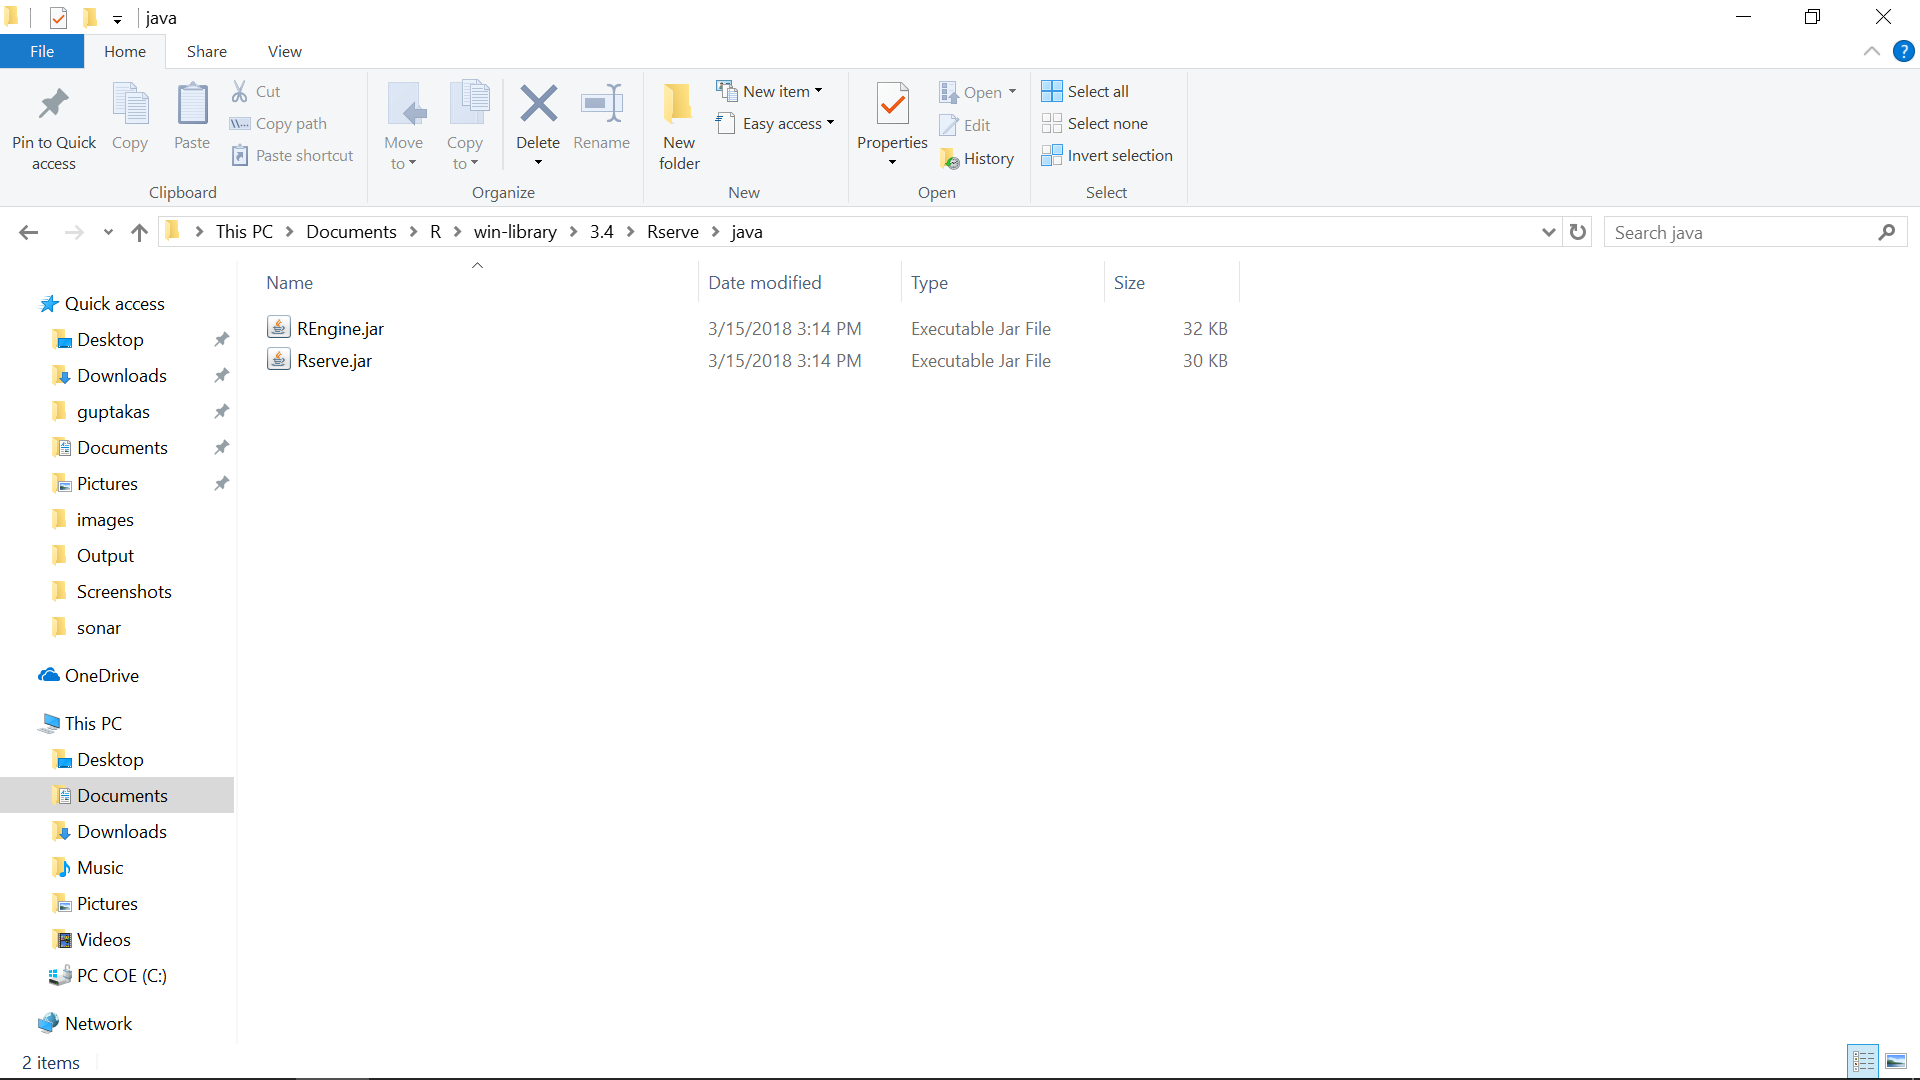 java
File Home Share View
?
Pin to Quick access
Copy
Paste
Cut
Copy path
Paste shortcut
Clipboard
Move to
Copy to
Delete
Rename
Organize
New folder
New item
Easy access
New
Properties
Open
Edit
History
Open
Select all
Select none
Invert selection
Select
This PC > Documents > R > win-library > 3.4 > Rserve > java
Search java
Name Date modified Type Size
REngine.jar 3/15/2018 3:14 PM Executable Jar File 32 KB
Rserve.jar 3/15/2018 3:14 PM Executable Jar File 30 KB
Quick access
Desktop
Downloads
guptakas
Documents
Pictures
images
Output
Screenshots
sonar
OneDrive
This PC
Desktop
Documents
Downloads
Music
Pictures
Videos
PC COE (C:)
Network
2 items